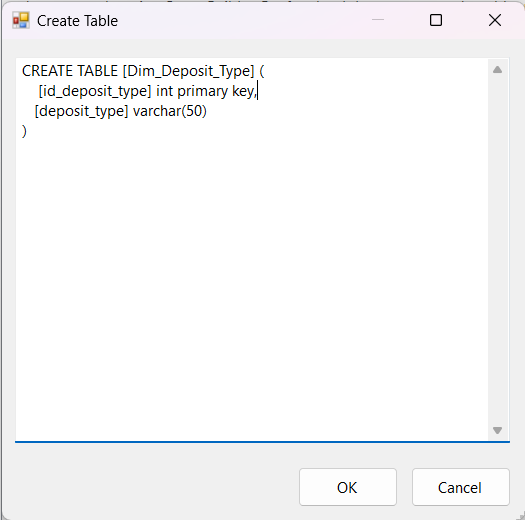 Create Table
CREATE TABLE [Dim_Deposit_Type] (
    [id_deposit_type] int primary key,
   [deposit_type] varchar(50)
)
OK
Cancel